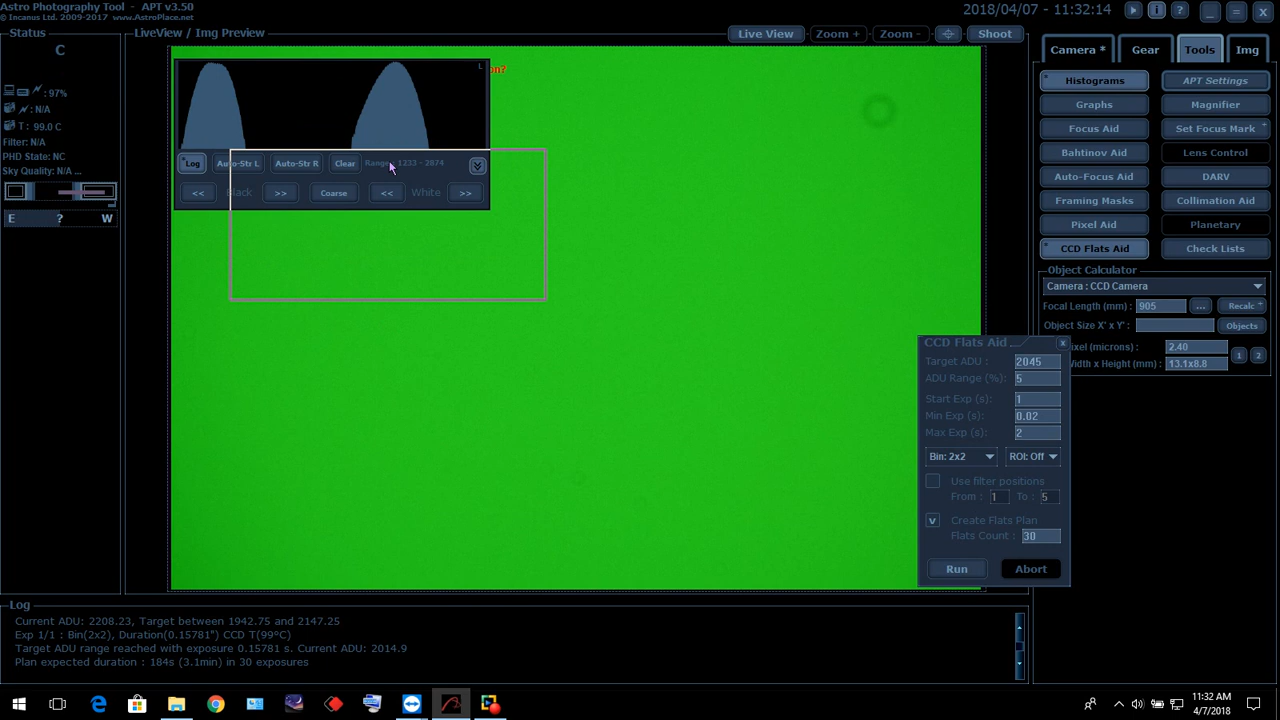 Astro Photography Tool - APT v3.50
© Incanus Ltd. 2009-2017 www.AstroPlace.net
2018/04/07 - 11:32:14
i
?
Status
C
: 97%
: N/A
T: 99.0 C
Filter: N/A
PHD State: NC
Sky Quality: N/A ...
E ? W
LiveView / Img Preview
Live View
Zoom +
Zoom -
Shoot
on?
L
Log
Auto-Str L
Auto-Str R
Clear
1233 - 2874
<<
Black
>>
Coarse
<<
White
>>
Camera *
Gear
Tools
Img
Histograms
APT Settings
Graphs
Magnifier
Focus Aid
Set Focus Mark
Bahtinov Aid
Lens Control
Auto-Focus Aid
DARV
Framing Masks
Collimation Aid
Pixel Aid
Planetary
CCD Flats Aid
Check Lists
Object Calculator
Camera : CCD Camera
Focal Length (mm) : 905 ... Recalc
Object Size X' x Y' : Objects
Pixel (microns) : 2.40
Width x Height (mm) : 13.1x8.8
1 2
CCD Flats Aid x
Target ADU : 2045
ADU Range (%): 5
Start Exp (s): 1
Min Exp (s): 0.02
Max Exp (s): 2
Bin: 2x2 ROI: Off
Use filter positions
From : 1 To : 5
v Create Flats Plan
Flats Count : 30
Run Abort
Log
Current ADU: 2208.23, Target between 1942.75 and 2147.25
Exp 1/1 : Bin(2x2), Duration(0.15781") CCD T(99ºC)
Target ADU range reached with exposure 0.15781 s. Current ADU: 2014.9
Plan expected duration : 184s (3.1min) in 30 exposures
11:32 AM
4/7/2018